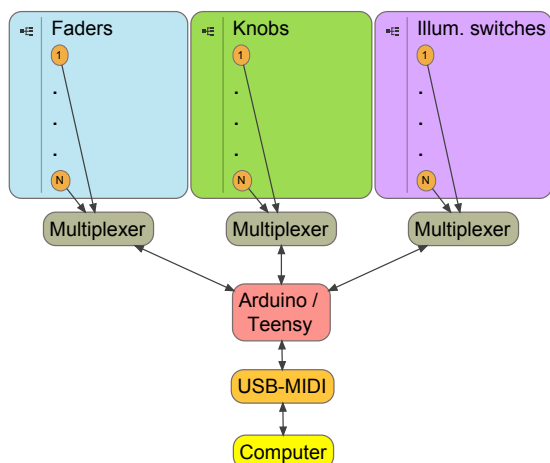 Faders
Knobs
Illum. switches
1
1
1
.
.
.
.
.
.
.
.
.
N
N
N
Multiplexer
Multiplexer
Multiplexer
Arduino /
Teensy
USB-MIDI
Computer